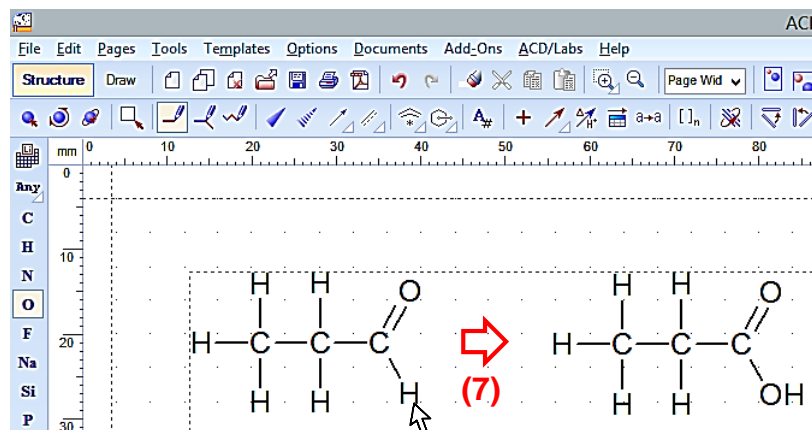 ACD
File Edit Pages Tools Templates Options Documents Add-Ons ACD/Labs Help
Structure Draw Page Wid
A# + ΔH a→a [ ]n
mm 0 10 20 30 40 50 60 70 80
0
Any
C
H
10
N
O
F
20
Na
Si
P
30
H H O H H O
H C C C (7) H C C C
H H H H H OH